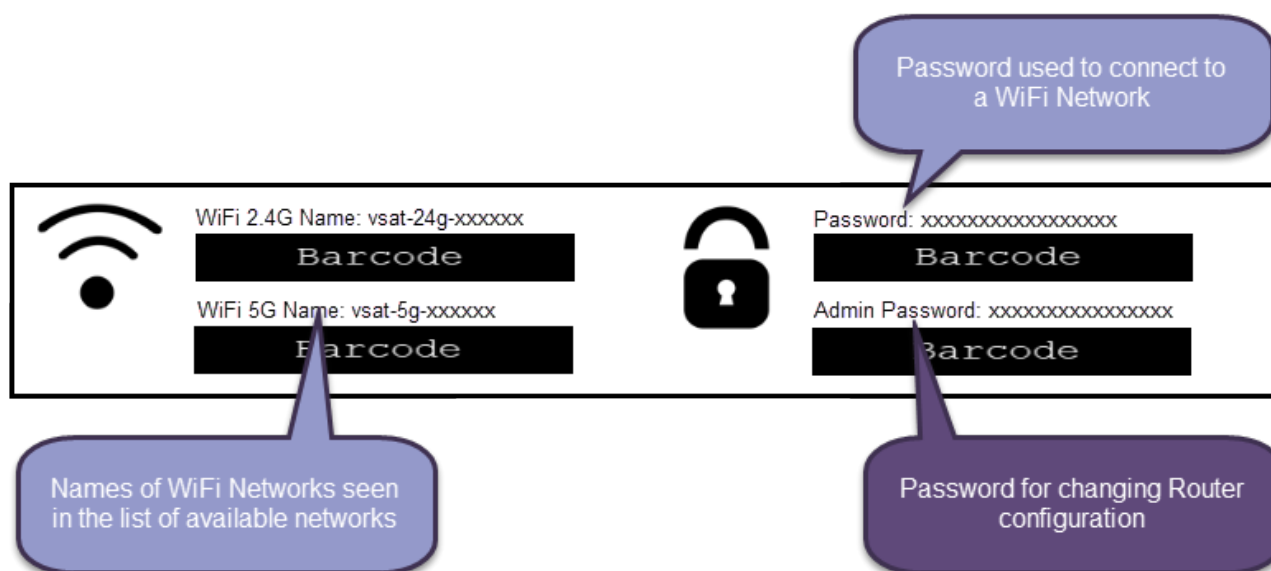 Password used to connect to
a WiFi Network
WiFi 2.4G Name: vsat-24g-xxxxxx
Barcode
WiFi 5G Name: vsat-5g-xxxxxx
Barcode
Password: xxxxxxxxxxxxxxxxx
Barcode
Admin Password: xxxxxxxxxxxxxxxx
Barcode
Names of WiFi Networks seen
in the list of available networks
Password for changing Router
configuration